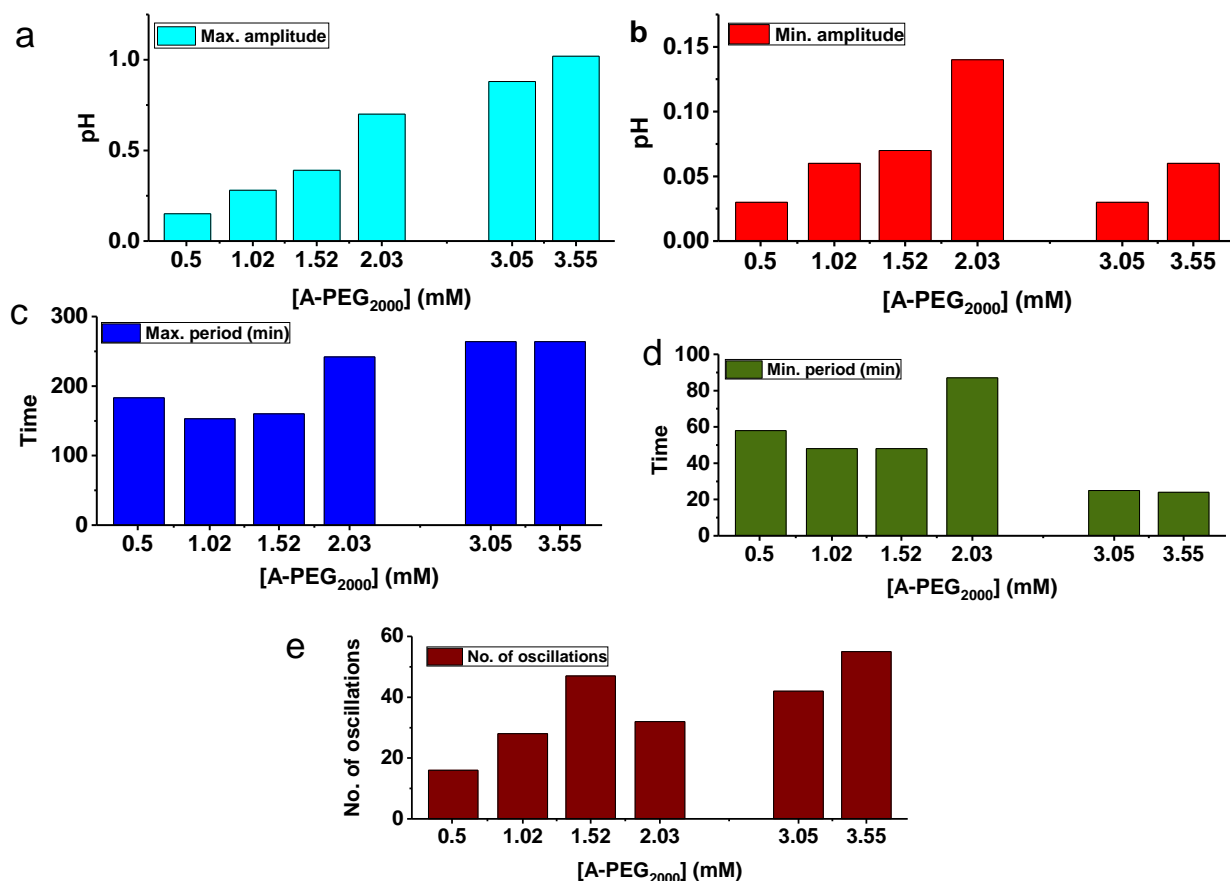 a
Max. amplitude
1.0
0.5
0.0
pH
0.5 1.02 1.52 2.03 3.05 3.55
[A-PEG2000] (mM)
b
Min. amplitude
0.15
0.10
0.05
0.00
pH
0.5 1.02 1.52 2.03 3.05 3.55
[A-PEG2000] (mM)
c
Max. period (min)
300
200
100
0
Time
0.5 1.02 1.52 2.03 3.05 3.55
[A-PEG2000] (mM)
d
Min. period (min)
100
80
60
40
20
0
Time
0.5 1.02 1.52 2.03 3.05 3.55
[A-PEG2000] (mM)
e
No. of oscillations
60
40
20
0
No. of oscillations
0.5 1.02 1.52 2.03 3.05 3.55
[A-PEG2000] (mM)